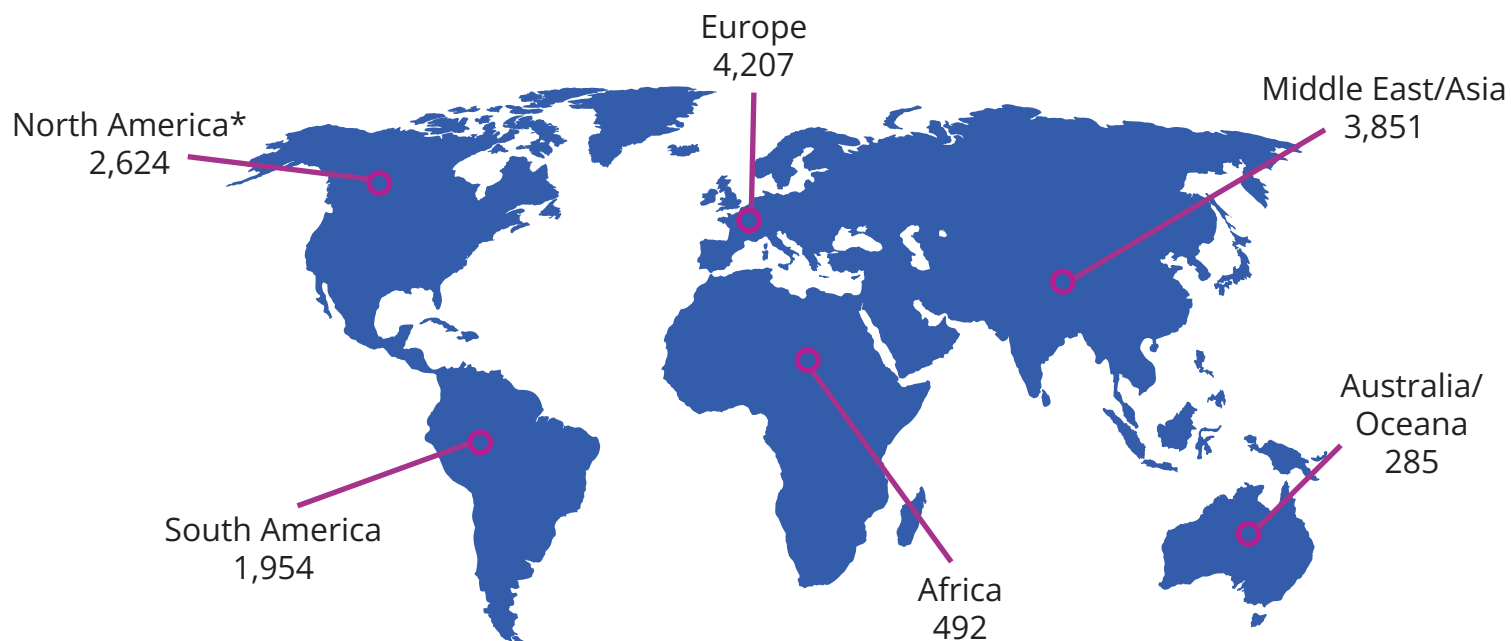 Europe
4,207
Middle East/Asia
3,851
North America*
2,624
Australia/
Oceana
285
South America
1,954
Africa
492